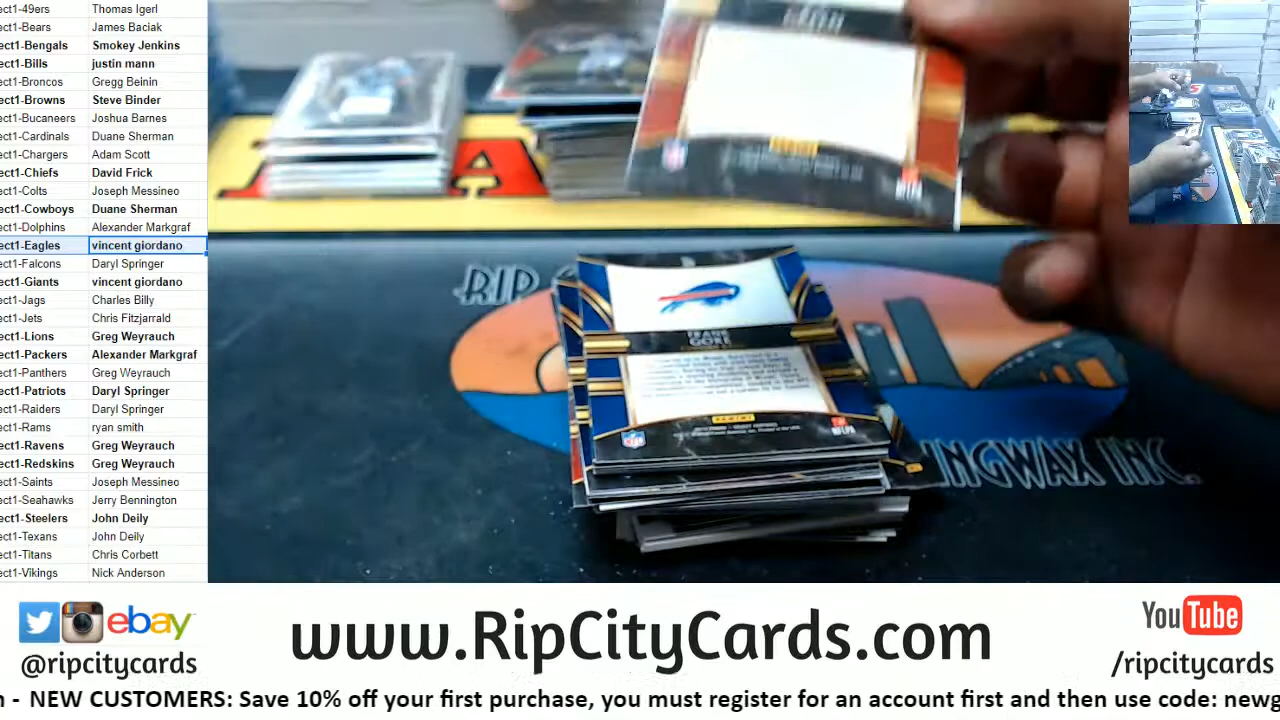 ect1-49ers Thomas Igerl
ect1-Bears James Baciak
ect1-Bengals Smokey Jenkins
ect1-Bills justin mann
ect1-Broncos Gregg Beinin
ect1-Browns Steve Binder
ect1-Bucaneers Joshua Barnes
ect1-Cardinals Duane Sherman
ect1-Chargers Adam Scott
ect1-Chiefs David Frick
ect1-Colts Joseph Messineo
ect1-Cowboys Duane Sherman
ect1-Dolphins Alexander Markgraf
ect1-Eagles vincent giordano
ect1-Falcons Daryl Springer
ect1-Giants vincent giordano
ect1-Jags Charles Billy
ect1-Jets Chris Fitzjarrald
ect1-Lions Greg Weyrauch
ect1-Packers Alexander Markgraf
ect1-Panthers Greg Weyrauch
ect1-Patriots Daryl Springer
ect1-Raiders Daryl Springer
ect1-Rams ryan smith
ect1-Ravens Greg Weyrauch
ect1-Redskins Greg Weyrauch
ect1-Saints Joseph Messineo
ect1-Seahawks Jerry Bennington
ect1-Steelers John Deily
ect1-Texans John Deily
ect1-Titans Chris Corbett
ect1-Vikings Nick Anderson
RIP
FRANK
GORE
PANINI
NFL
INGWAX INC.
ebay
@ripcitycards
www.RipCityCards.com
YouTube
/ripcitycards
n - NEW CUSTOMERS: Save 10% off your first purchase, you must register for an account first and then use code: newg